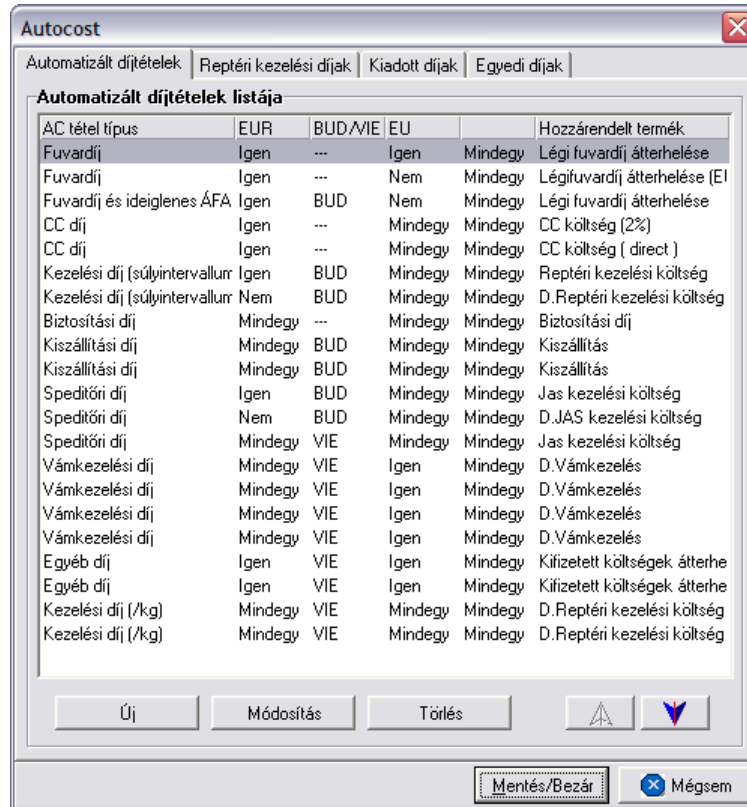 Autocost
Automatizált díjtételek Reptéri kezelési díjak Kiadott díjak Egyedi díjak
Automatizált díjtételek listája
AC tétel típus EUR BUD/VIE EU Hozzárendelt termék
Fuvardíj Igen --- Igen Mindegy Légi fuvardíj átterhelése
Fuvardíj Igen --- Nem Mindegy Légifuvardíj átterhelése (EU
Fuvardíj és ideiglenes ÁFA Igen BUD Nem Mindegy Légi fuvardíj átterhelése
CC díj Igen --- Mindegy Mindegy CC költség (2%)
CC díj Igen --- Mindegy Mindegy CC költség ( direct )
Kezelési díj (súlyintervallum Igen BUD Mindegy Mindegy Reptéri kezelési költség
Kezelési díj (súlyintervallum Nem BUD Mindegy Mindegy D.Reptéri kezelési költség
Biztosítási díj Mindegy --- Mindegy Mindegy Biztosítási díj
Kiszállítási díj Mindegy BUD Mindegy Mindegy Kiszállítás
Kiszállítási díj Mindegy BUD Mindegy Mindegy Kiszállítás
Speditőri díj Igen BUD Mindegy Mindegy Jas kezelési költség
Speditőri díj Nem BUD Mindegy Mindegy D.JAS kezelési költség
Speditőri díj Mindegy VIE Mindegy Mindegy Jas kezelési költség
Vámkezelési díj Mindegy VIE Igen Mindegy D.Vámkezelés
Vámkezelési díj Mindegy VIE Igen Mindegy D.Vámkezelés
Vámkezelési díj Mindegy VIE Igen Mindegy D.Vámkezelés
Vámkezelési díj Mindegy VIE Igen Mindegy D.Vámkezelés
Egyéb díj Igen VIE Igen Mindegy Kifizetett költségek átterhe
Egyéb díj Igen VIE Igen Mindegy Kifizetett költségek átterhe
Kezelési díj (/kg) Mindegy VIE Mindegy Mindegy D.Reptéri kezelési költség
Kezelési díj (/kg) Mindegy VIE Mindegy Mindegy D.Reptéri kezelési költség
Új Módosítás Törlés
Mentés/Bezár Mégsem